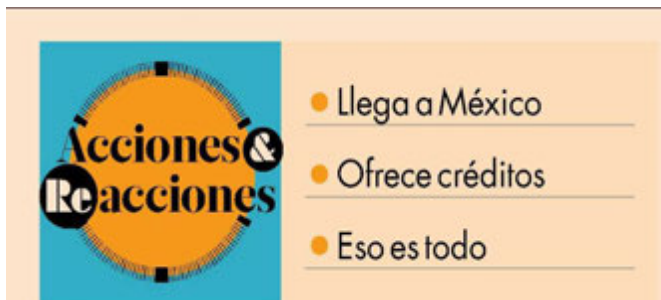 Acciones&
Reacciones
Llega a México
Ofrece créditos
Eso es todo